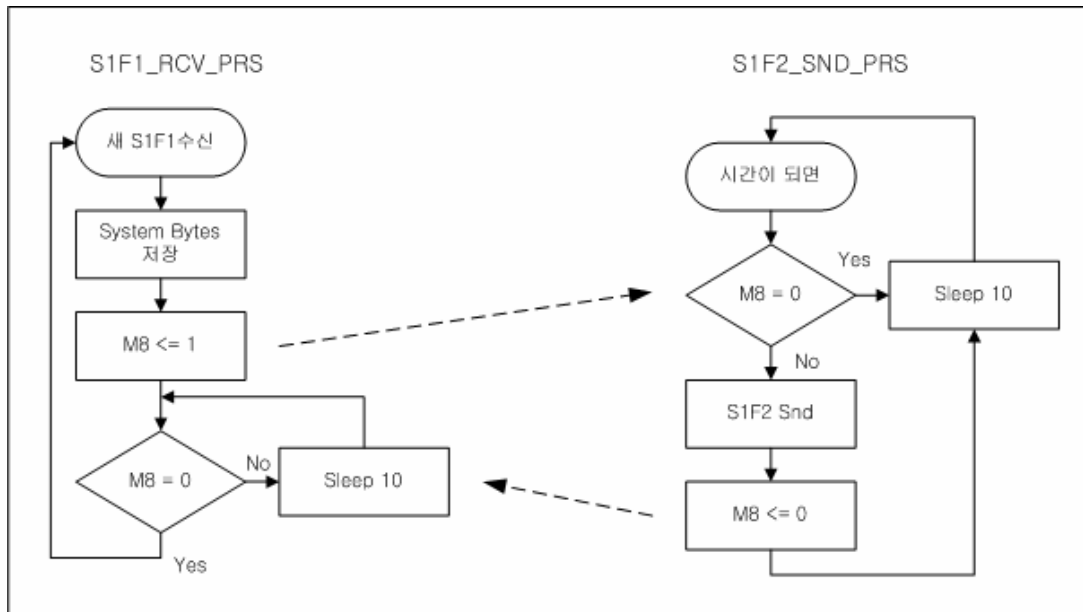 S1F1_RCV_PRS
새 S1F1수신
System Bytes
저장
M8 <= 1
M8 = 0
No
Sleep 10
Yes
S1F2_SND_PRS
시간이 되면
M8 = 0
Yes
Sleep 10
No
S1F2 Snd
M8 <= 0